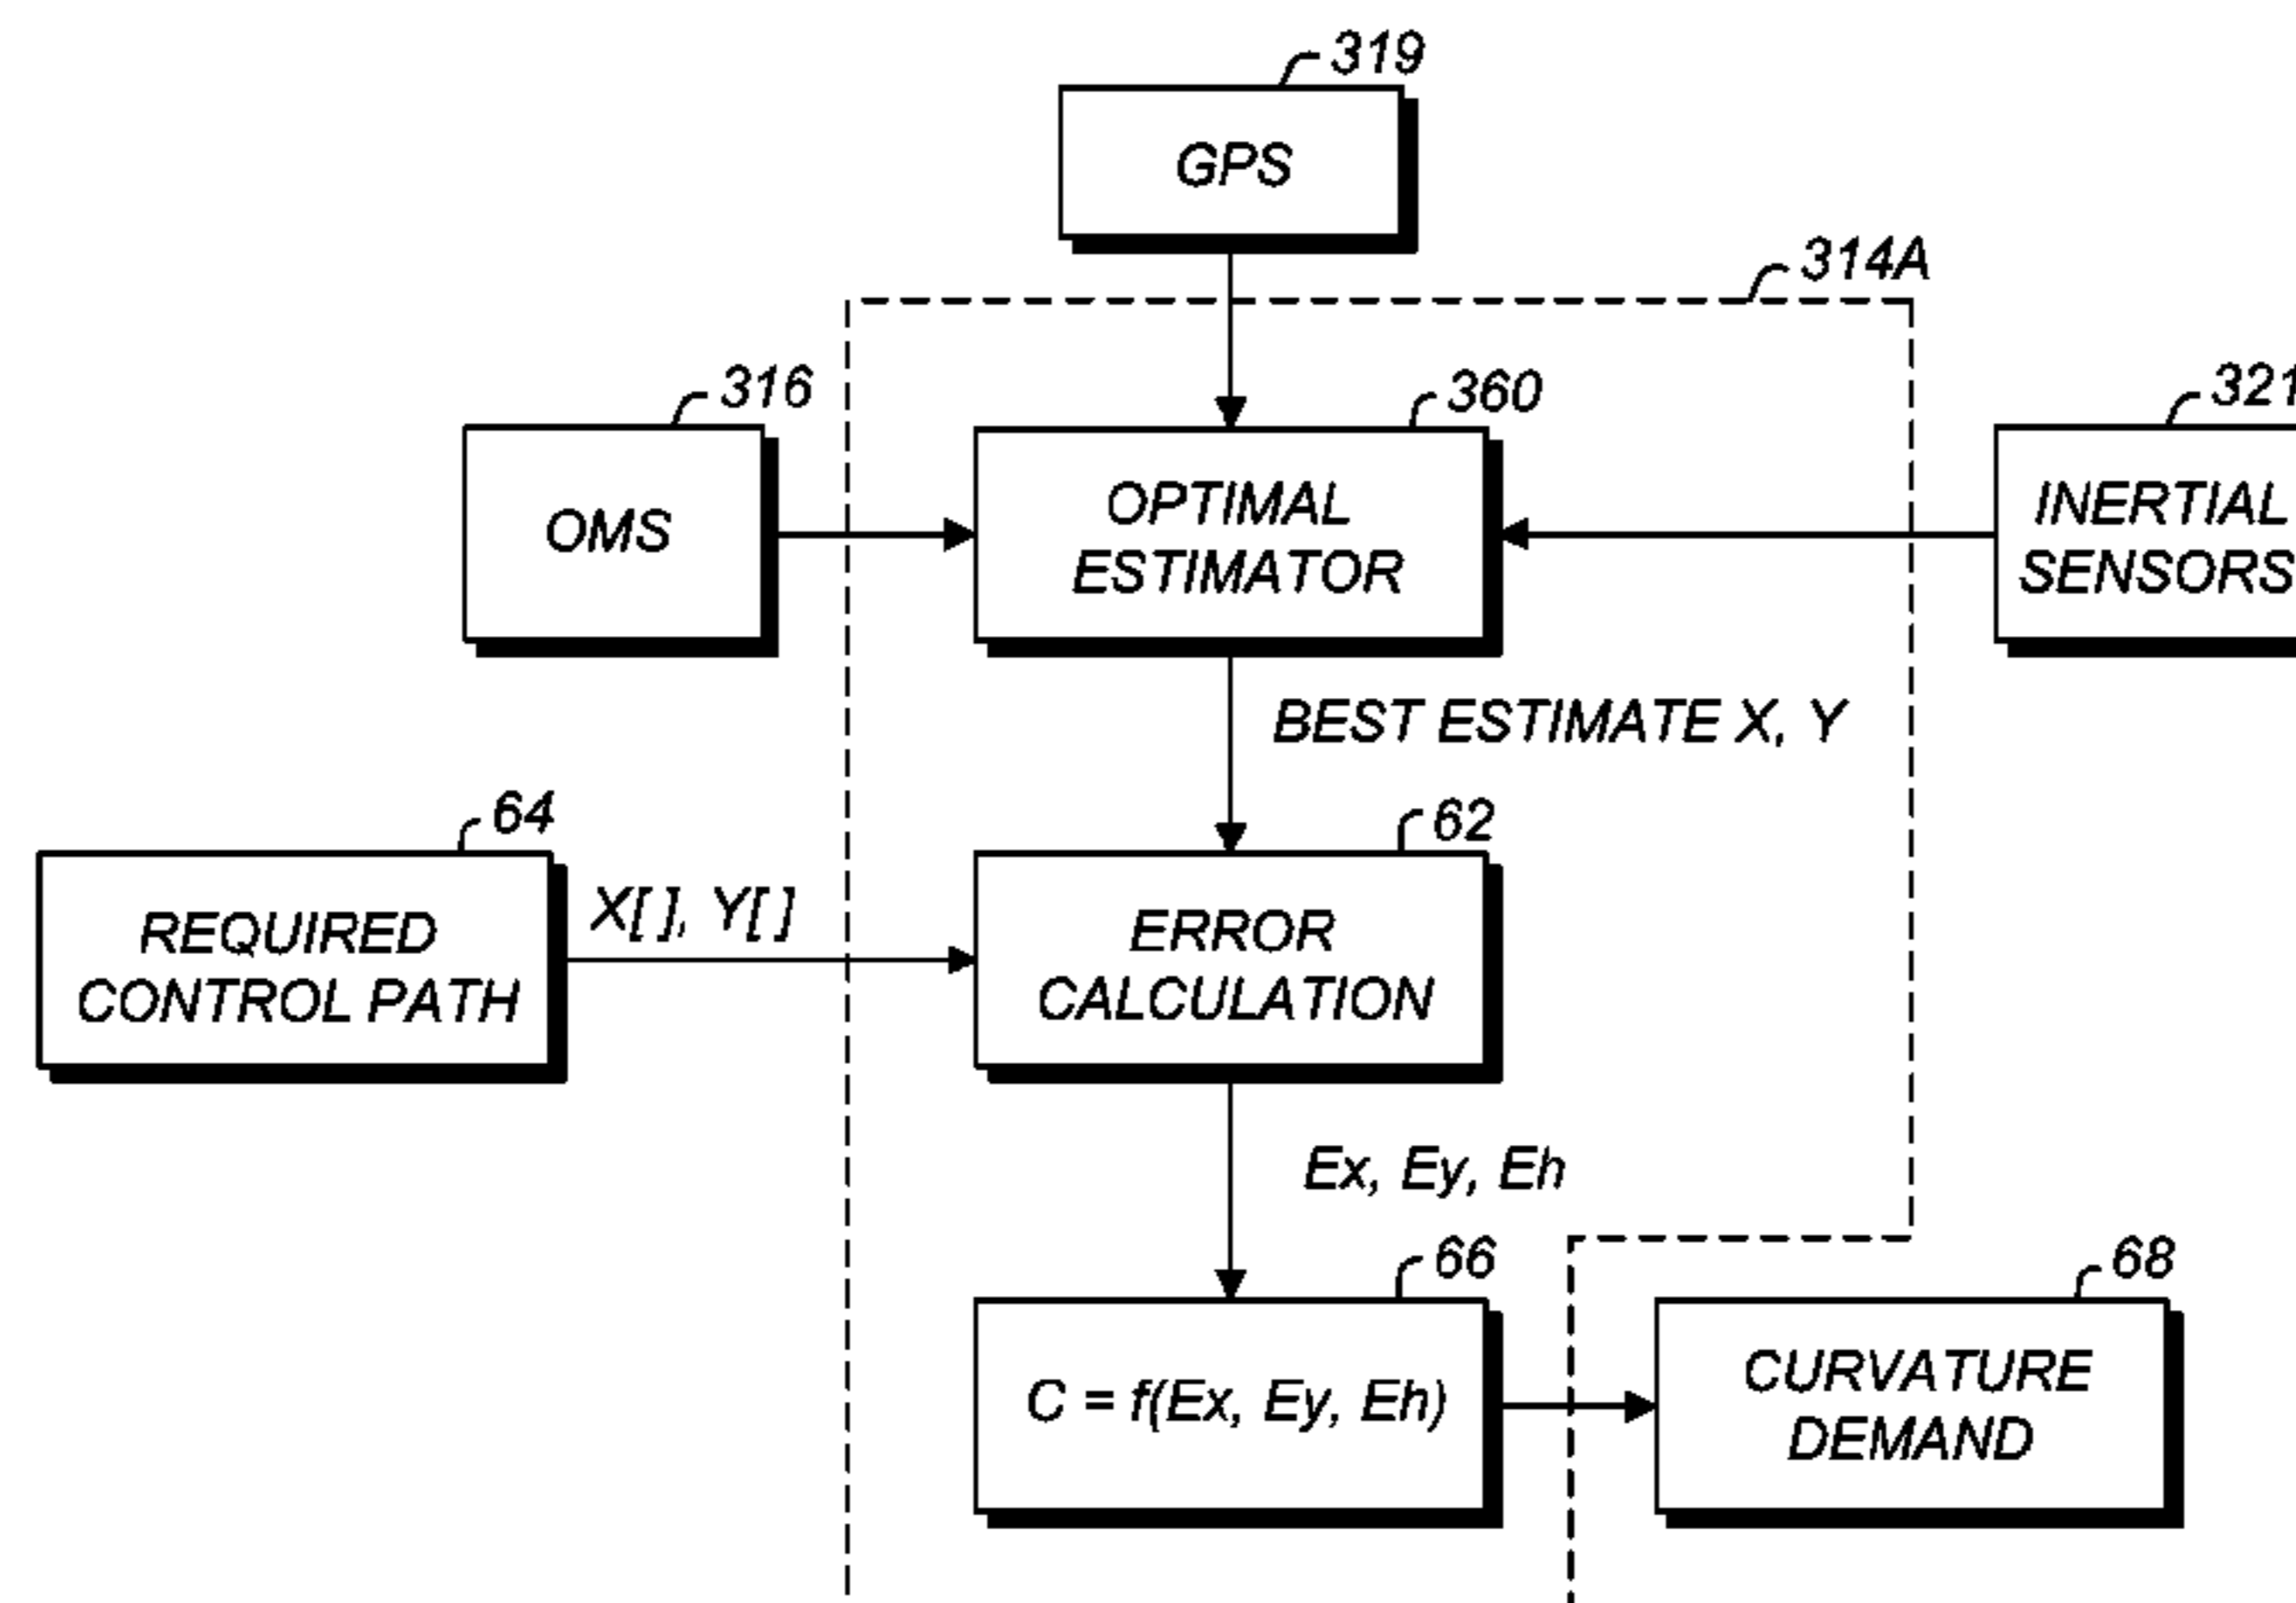 319
GPS
314A
316
OMS
360
OPTIMAL
ESTIMATOR
321
INERTIAL
SENSORS
BEST ESTIMATE X, Y
64
REQUIRED
CONTROL PATH
X[ ], Y[ ]
62
ERROR
CALCULATION
Ex, Ey, Eh
66
C = f(Ex, Ey, Eh)
68
CURVATURE
DEMAND